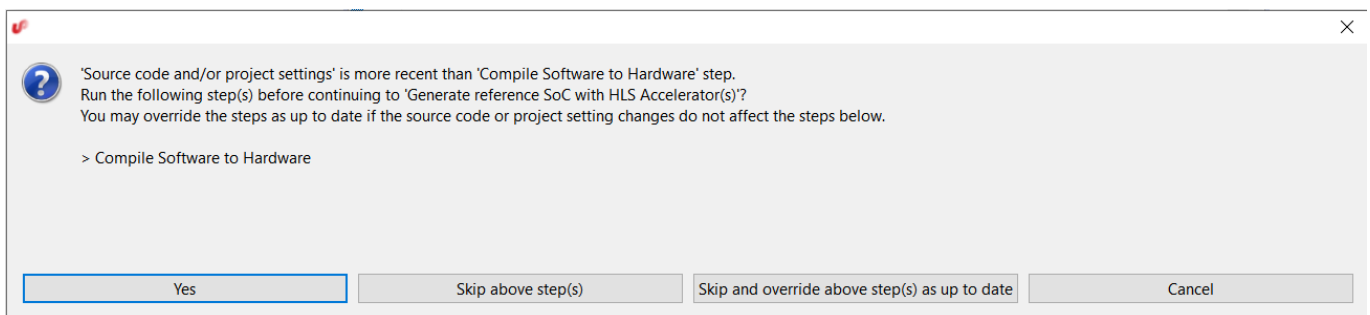 'Source code and/or project settings' is more recent than 'Compile Software to Hardware' step.
Run the following step(s) before continuing to 'Generate reference SoC with HLS Accelerator(s)'?
You may override the steps as up to date if the source code or project setting changes do not affect the steps below.
> Compile Software to Hardware
Yes
Skip above step(s)
Skip and override above step(s) as up to date
Cancel